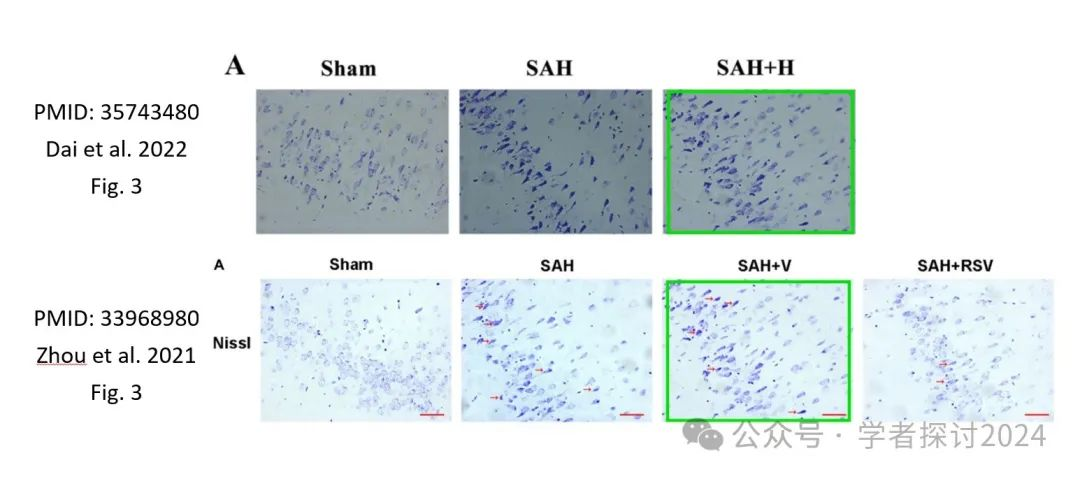 A
Sham
SAH
SAH+H
PMID: 35743480
Dai et al. 2022
Fig. 3
A
Sham
SAH
SAH+V
SAH+RSV
Nissl
PMID: 33968980
Zhou et al. 2021
Fig. 3
公众号 · 学者探讨2024